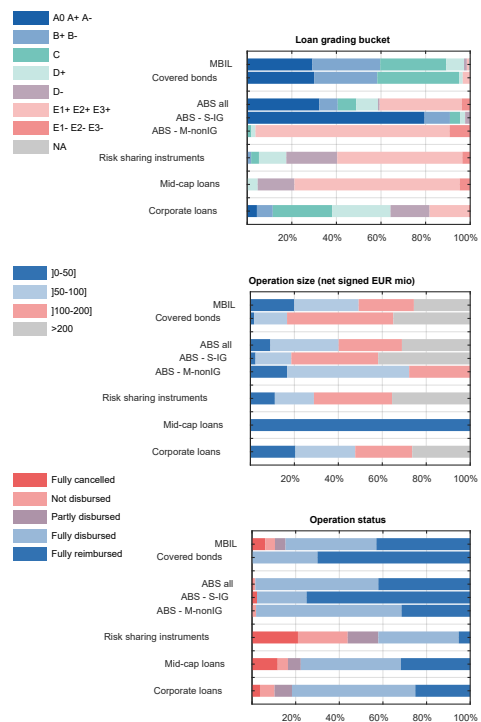 A0 A+ A-
B+ B-
C
D+
D-
E1+ E2+ E3+
E1- E2- E3-
NA
Loan grading bucket
MBIL
Covered bonds
ABS all
ABS - S-IG
ABS - M-nonIG
Risk sharing instruments
Mid-cap loans
Corporate loans
20% 40% 60% 80% 100%
]0-50]
]50-100]
]100-200]
>200
Operation size (net signed EUR mio)
MBIL
Covered bonds
ABS all
ABS - S-IG
ABS - M-nonIG
Risk sharing instruments
Mid-cap loans
Corporate loans
20% 40% 60% 80% 100%
Fully cancelled
Not disbursed
Partly disbursed
Fully disbursed
Fully reimbursed
Operation status
MBIL
Covered bonds
ABS all
ABS - S-IG
ABS - M-nonIG
Risk sharing instruments
Mid-cap loans
Corporate loans
20% 40% 60% 80% 100%